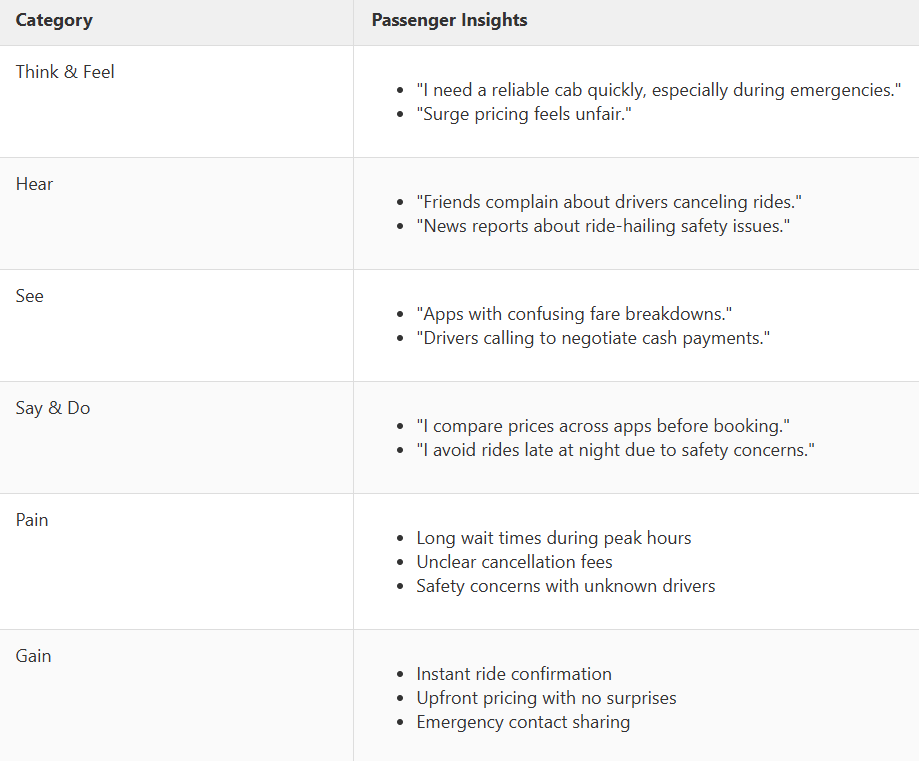 Category
Passenger Insights
Think & Feel
"I need a reliable cab quickly, especially during emergencies."
"Surge pricing feels unfair."
Hear
"Friends complain about drivers canceling rides."
"News reports about ride-hailing safety issues."
See
"Apps with confusing fare breakdowns."
"Drivers calling to negotiate cash payments."
Say & Do
"I compare prices across apps before booking."
"I avoid rides late at night due to safety concerns."
Pain
Long wait times during peak hours
Unclear cancellation fees
Safety concerns with unknown drivers
Gain
Instant ride confirmation
Upfront pricing with no surprises
Emergency contact sharing